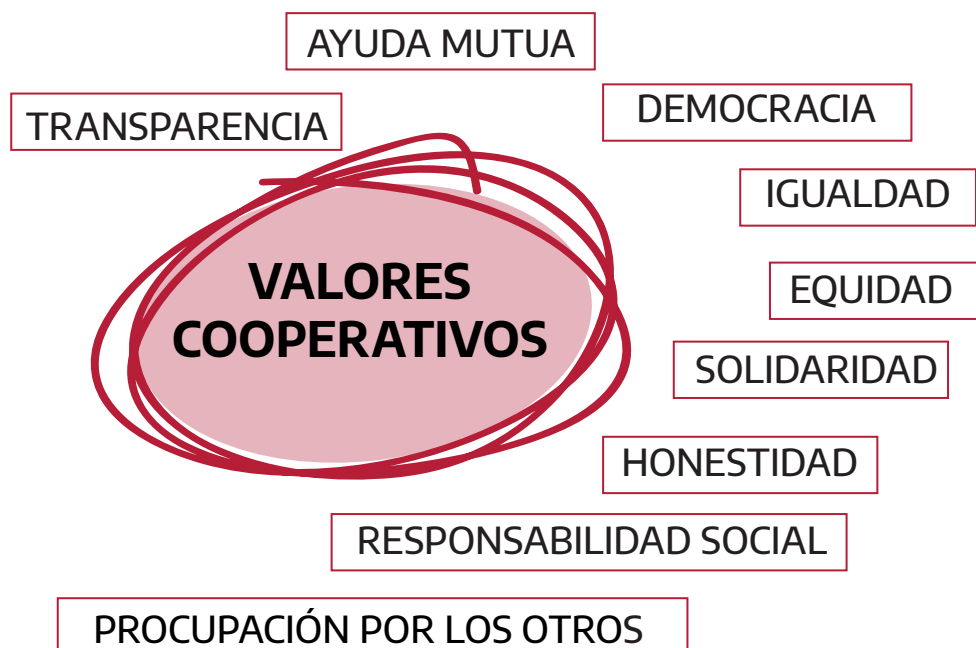 AYUDA MUTUA
DEMOCRACIA
TRANSPARENCIA
IGUALDAD
VALORES
COOPERATIVOS
EQUIDAD
SOLIDARIDAD
HONESTIDAD
RESPONSABILIDAD SOCIAL
PROCUPACIÓN POR LOS OTROS